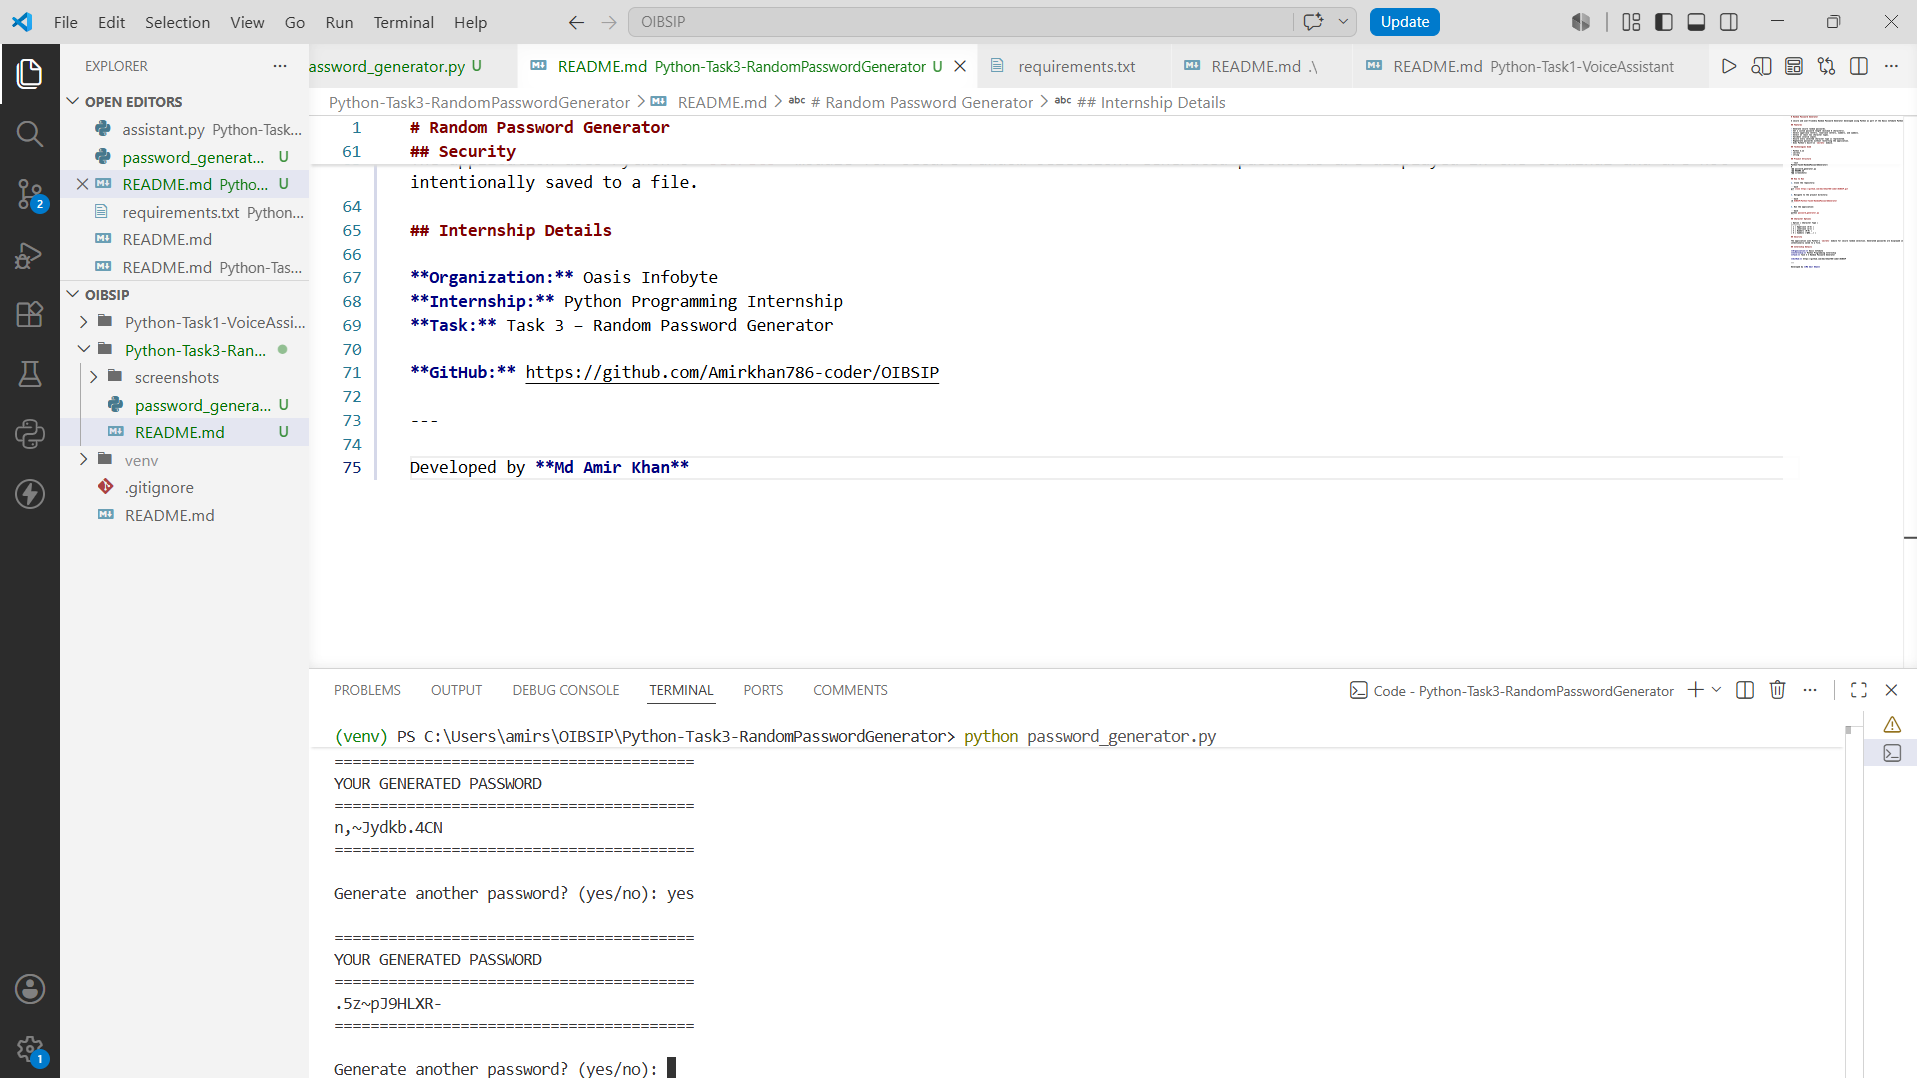 File Edit Selection View Go Run Terminal Help
OIBSIP
Update
EXPLORER
OPEN EDITORS
assistant.py Python-Task...
password_generat... U
README.md Pytho... U
requirements.txt Python...
README.md
README.md Python-Tas...
OIBSIP
Python-Task1-VoiceAssi...
Python-Task3-Ran...
screenshots
password_genera... U
README.md U
venv
.gitignore
README.md
2
1
assword_generator.py U
README.md Python-Task3-RandomPasswordGenerator U
requirements.txt
README.md .\
README.md Python-Task1-VoiceAssistant
Python-Task3-RandomPasswordGenerator > README.md > abc # Random Password Generator > abc ## Internship Details
1 # Random Password Generator
61 ## Security
intentionally saved to a file.
64
65 ## Internship Details
66
67 **Organization:** Oasis Infobyte
68 **Internship:** Python Programming Internship
69 **Task:** Task 3 – Random Password Generator
70
71 **GitHub:** https://github.com/Amirkhan786-coder/OIBSIP
72
73 ---
74
75 Developed by **Md Amir Khan**
PROBLEMS OUTPUT DEBUG CONSOLE TERMINAL PORTS COMMENTS
Code - Python-Task3-RandomPasswordGenerator
(venv) PS C:\Users\amirs\OIBSIP\Python-Task3-RandomPasswordGenerator> python password_generator.py
========================================
YOUR GENERATED PASSWORD
========================================
n,~Jydkb.4CN
========================================
Generate another password? (yes/no): yes
========================================
YOUR GENERATED PASSWORD
========================================
.5z~pJ9HLXR-
========================================
Generate another password? (yes/no):